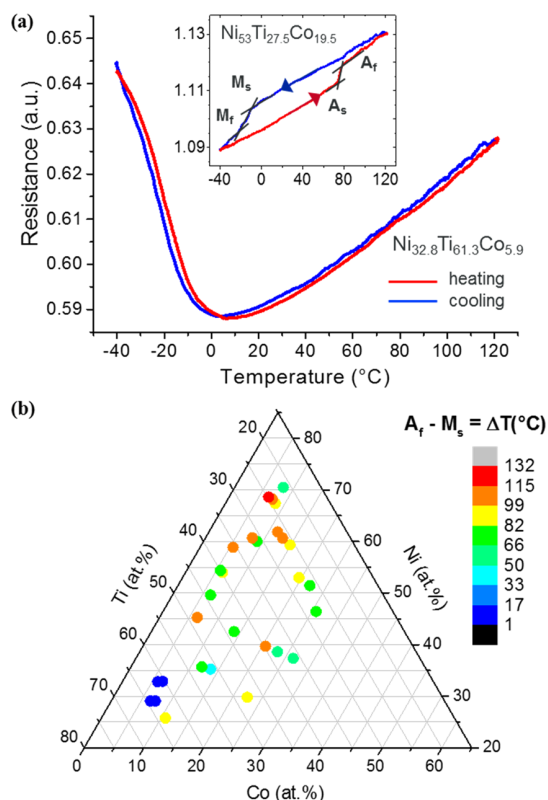 (a)
0.65
0.64
0.63
0.62
0.61
0.60
0.59
Resistance (a.u.)
-40 -20 0 20 40 60 80 100 120
Temperature (°C)
Ni53Ti27.5Co19.5
1.13
1.11
1.09
-40 0 40 80 120
Ms
Mf
Af
As
Ni32.8Ti61.3Co5.9
heating
cooling
(b)
Af - Ms = ΔT(°C)
132
115
99
82
66
50
33
17
1
20
30
40
50
60
70
80
Ti (at.%)
80
70
60
50
40
30
20
Ni (at.%)
0 10 20 30 40 50 60
Co (at.%)